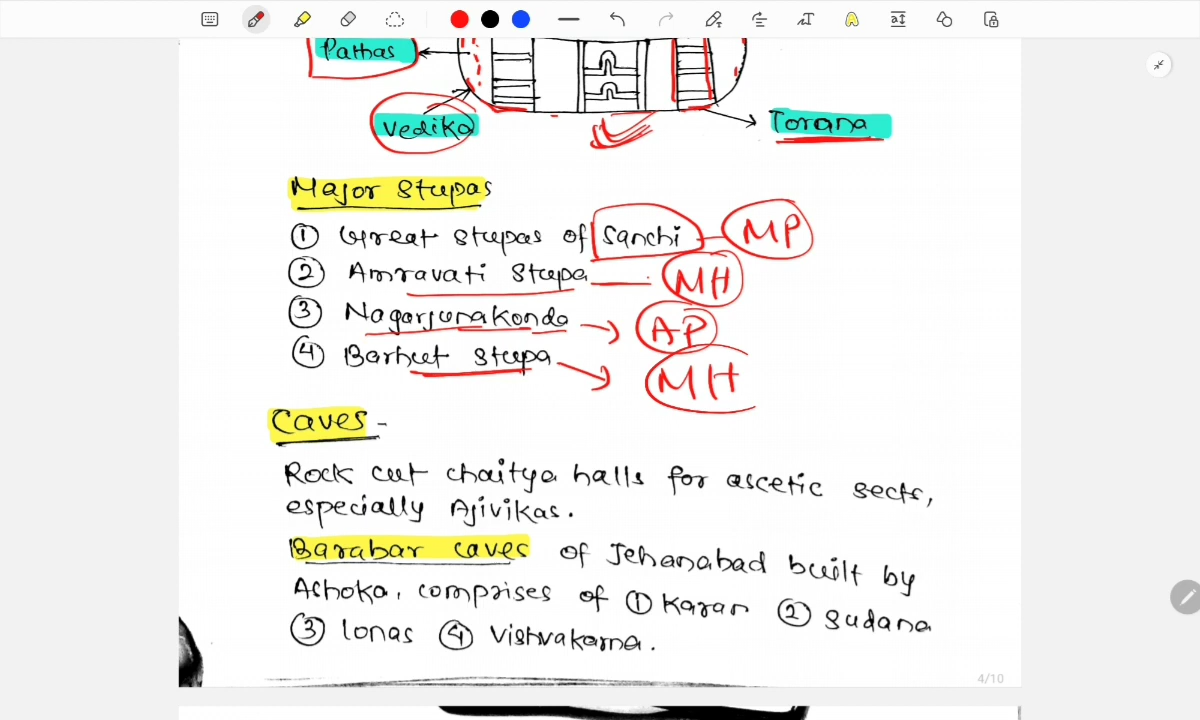 Pathas
Vedika
Torana
Major Stupas
① Great stupas of Sanchi - MP
② Amravati Stupa - MH
③ Nagarjunakonda → AP
④ Barhut Stupa → MH
Caves -
Rock cut chaitya halls for ascetic sects,
especially Ajivikas.
Barabar caves of Jehanabad built by
Ashoka, comprises of ① Karan ② Sudana
③ lonas ④ Vishvakarna.
4/10